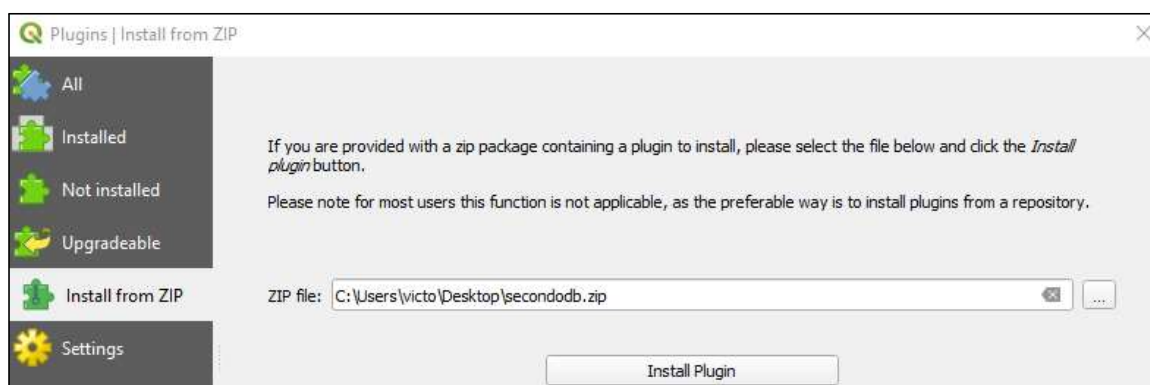 Plugins | Install from ZIP
All
Installed
Not installed
Upgradeable
Install from ZIP
Settings
If you are provided with a zip package containing a plugin to install, please select the file below and click the Install
plugin button.
Please note for most users this function is not applicable, as the preferable way is to install plugins from a repository.
ZIP file: C:\Users\victo\Desktop\secondodb.zip ...
Install Plugin